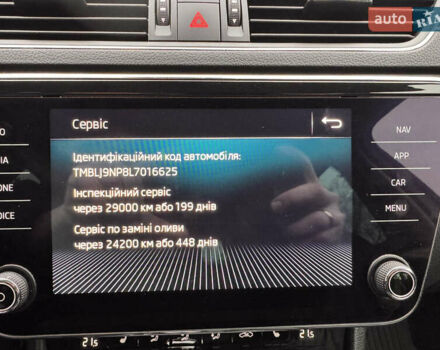 auto RIA
Сервіс
Ідентифікаційний код автомобіля:
TMBLJ9NP8L7016625
Інспекційний сервіс
через 29000 км або 199 днів
Сервіс по заміні оливи
через 24200 км або 448 днів
NAV
APP
CAR
MENU